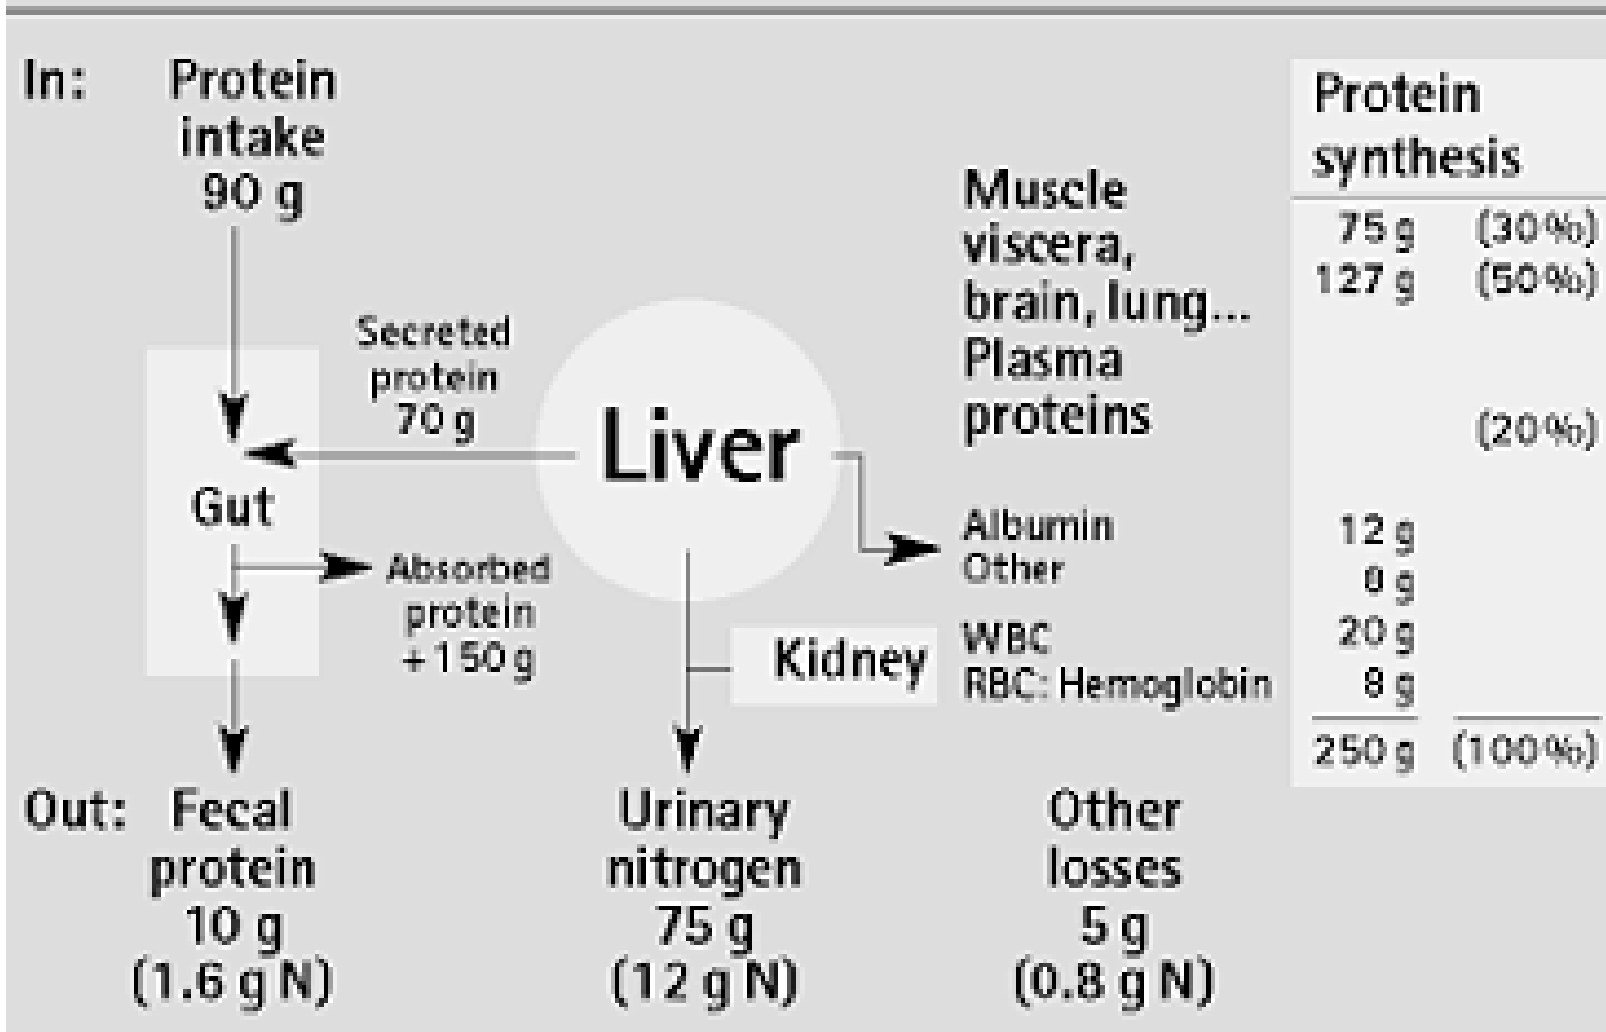 In:
Protein
intake
90 g
Secreted
protein
70 g
Liver
Gut
Absorbed
protein
+150 g
Kidney
Muscle
viscera,
brain, lung...
Plasma
proteins
Albumin
Other
WBC
RBC: Hemoglobin
Protein
synthesis
75 g (30%)
127 g (50%)
(20%)
12 g
8 g
20 g
8 g
250 g (100%)
Out:
Fecal
protein
10 g
(1.6 g N)
Urinary
nitrogen
75 g
(12 g N)
Other
losses
5 g
(0.8 g N)